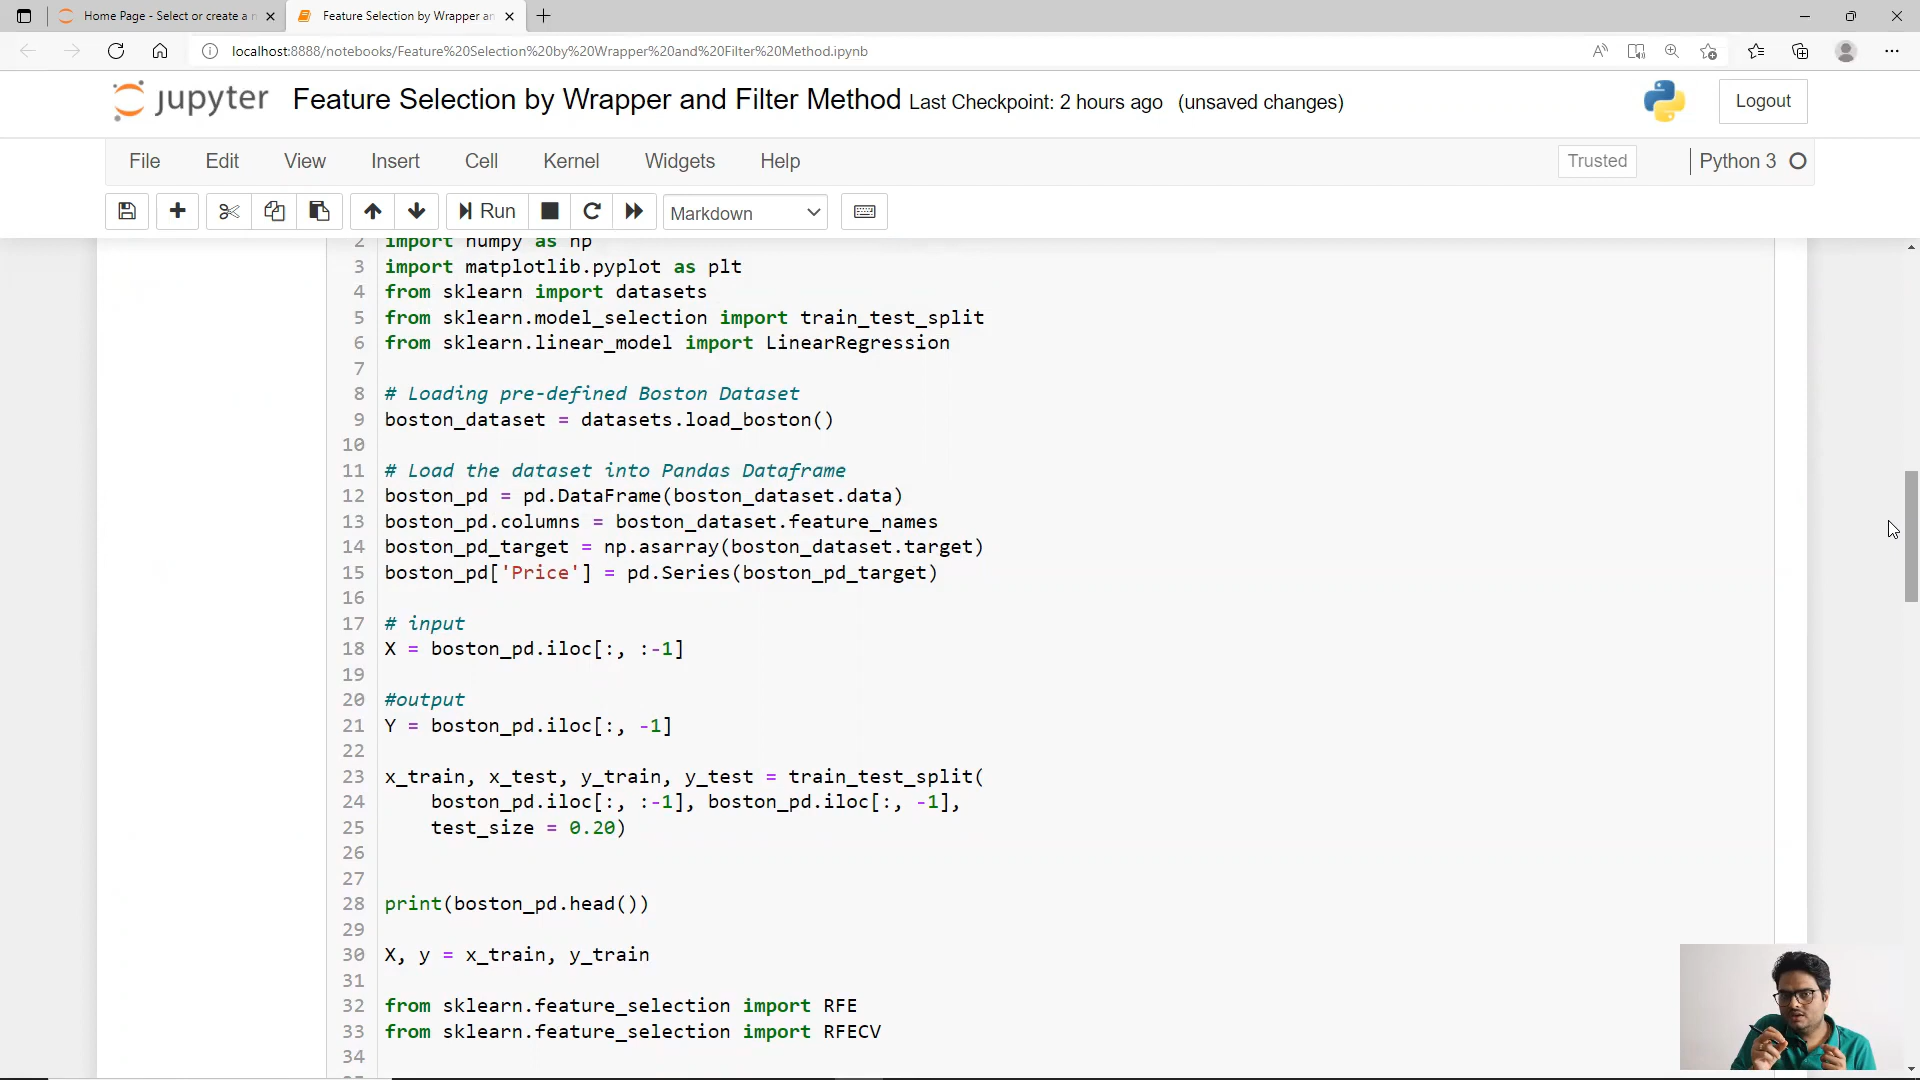 Home Page - Select or create a n
Feature Selection by Wrapper an
localhost:8888/notebooks/Feature%20Selection%20by%20Wrapper%20and%20Filter%20Method.ipynb
jupyter Feature Selection by Wrapper and Filter Method Last Checkpoint: 2 hours ago (unsaved changes)
Logout
File Edit View Insert Cell Kernel Widgets Help
Trusted
Python 3
Run
Markdown
2 import numpy as np
3 import matplotlib.pyplot as plt
4 from sklearn import datasets
5 from sklearn.model_selection import train_test_split
6 from sklearn.linear_model import LinearRegression
7
8 # Loading pre-defined Boston Dataset
9 boston_dataset = datasets.load_boston()
10
11 # Load the dataset into Pandas Dataframe
12 boston_pd = pd.DataFrame(boston_dataset.data)
13 boston_pd.columns = boston_dataset.feature_names
14 boston_pd_target = np.asarray(boston_dataset.target)
15 boston_pd['Price'] = pd.Series(boston_pd_target)
16
17 # input
18 X = boston_pd.iloc[:, :-1]
19
20 #output
21 Y = boston_pd.iloc[:, -1]
22
23 x_train, x_test, y_train, y_test = train_test_split(
24 boston_pd.iloc[:, :-1], boston_pd.iloc[:, -1],
25 test_size = 0.20)
26
27
28 print(boston_pd.head())
29
30 X, y = x_train, y_train
31
32 from sklearn.feature_selection import RFE
33 from sklearn.feature_selection import RFECV
34